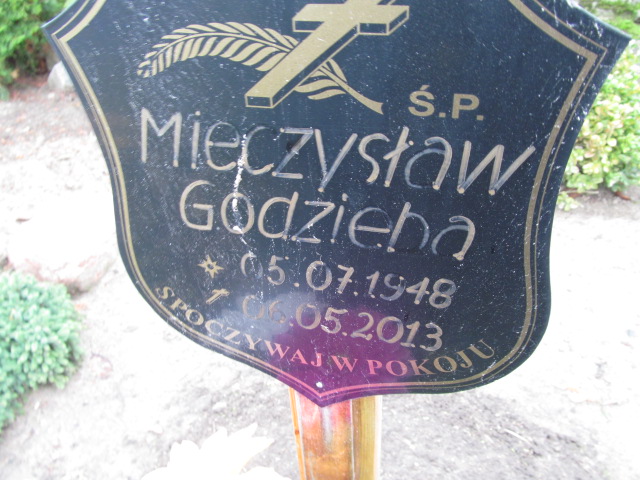 Ś.P.
Mieczysław
Godzieba
* 05.07.1948
† 06.05.2013
SPOCZYWAJ W POKOJU